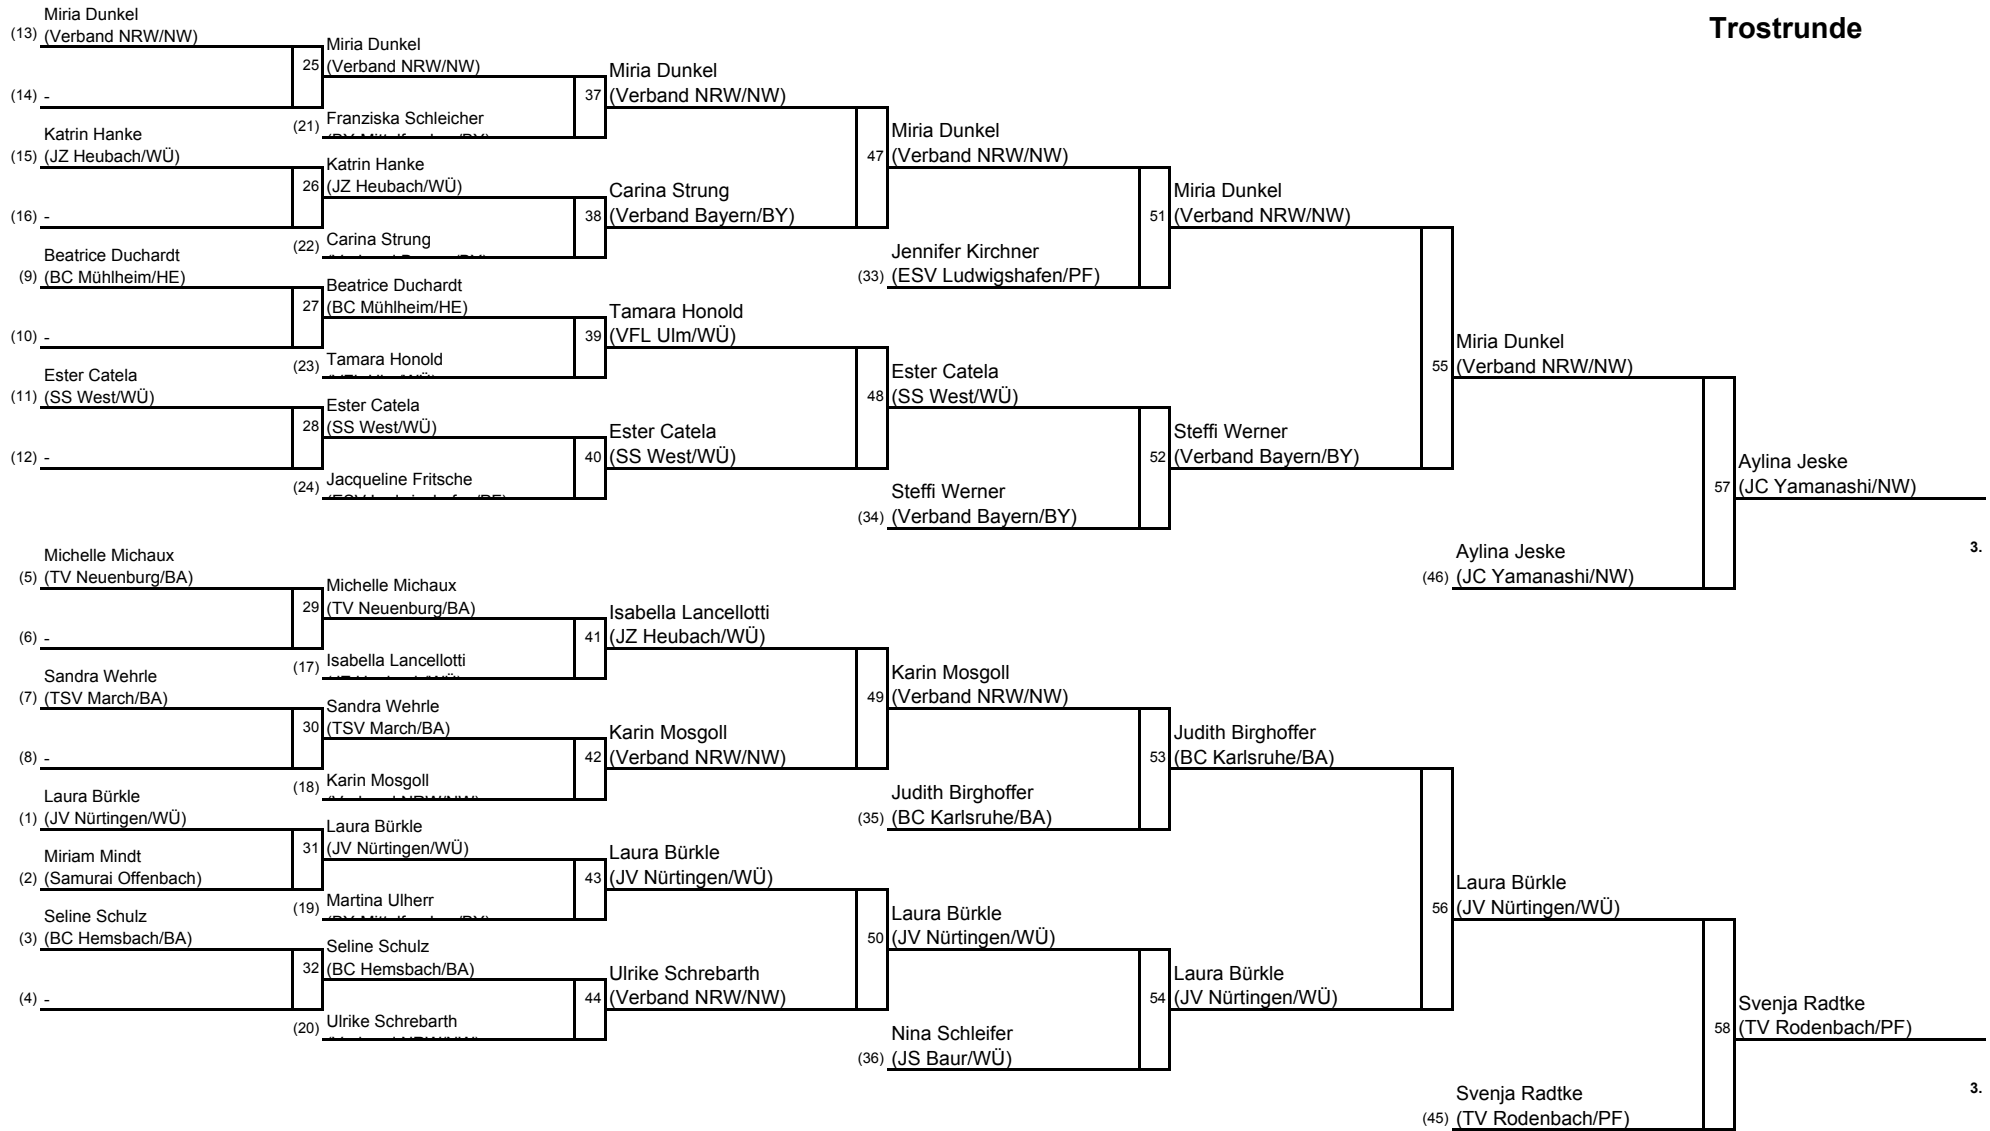 Trostrunde
Miria Dunkel
(13) (Verband NRW/NW)
25
(14) -
Katrin Hanke
(15) (JZ Heubach/WÜ)
26
(16) -
Beatrice Duchardt
(9) (BC Mühlheim/HE)
27
(10) -
Ester Catela
(11) (SS West/WÜ)
28
(12) -
Michelle Michaux
(5) (TV Neuenburg/BA)
29
(6) -
Sandra Wehrle
(7) (TSV March/BA)
30
(8) -
Laura Bürkle
(1) (JV Nürtingen/WÜ)
31
Miriam Mindt
(2) (Samurai Offenbach)
Seline Schulz
(3) (BC Hemsbach/BA)
32
(4) -
Miria Dunkel
(Verband NRW/NW)
37
(21) Franziska Schleicher
Katrin Hanke
(JZ Heubach/WÜ)
38
(22) Carina Strung
Beatrice Duchardt
(BC Mühlheim/HE)
39
(23) Tamara Honold
Ester Catela
(SS West/WÜ)
40
(24) Jacqueline Fritsche
Michelle Michaux
(TV Neuenburg/BA)
41
(17) Isabella Lancellotti
Sandra Wehrle
(TSV March/BA)
42
(18) Karin Mosgoll
Laura Bürkle
(JV Nürtingen/WÜ)
43
(19) Martina Ulherr
Seline Schulz
(BC Hemsbach/BA)
44
(20) Ulrike Schrebarth
Miria Dunkel
(Verband NRW/NW)
47
Carina Strung
(Verband Bayern/BY)
Tamara Honold
(VFL Ulm/WÜ)
48
Ester Catela
(SS West/WÜ)
Isabella Lancellotti
(JZ Heubach/WÜ)
49
Karin Mosgoll
(Verband NRW/NW)
Laura Bürkle
(JV Nürtingen/WÜ)
50
Ulrike Schrebarth
(Verband NRW/NW)
Miria Dunkel
(Verband NRW/NW)
51
Jennifer Kirchner
(33) (ESV Ludwigshafen/PF)
Ester Catela
(SS West/WÜ)
52
Steffi Werner
(34) (Verband Bayern/BY)
Karin Mosgoll
(Verband NRW/NW)
53
Judith Birghoffer
(35) (BC Karlsruhe/BA)
Laura Bürkle
(JV Nürtingen/WÜ)
54
Nina Schleifer
(36) (JS Baur/WÜ)
Miria Dunkel
(Verband NRW/NW)
55
Steffi Werner
(Verband Bayern/BY)
Judith Birghoffer
(BC Karlsruhe/BA)
56
Laura Bürkle
(JV Nürtingen/WÜ)
Miria Dunkel
(Verband NRW/NW)
57
Aylina Jeske
(46) (JC Yamanashi/NW)
Laura Bürkle
(JV Nürtingen/WÜ)
58
Svenja Radtke
(45) (TV Rodenbach/PF)
Aylina Jeske
(JC Yamanashi/NW)
3.
Svenja Radtke
(TV Rodenbach/PF)
3.